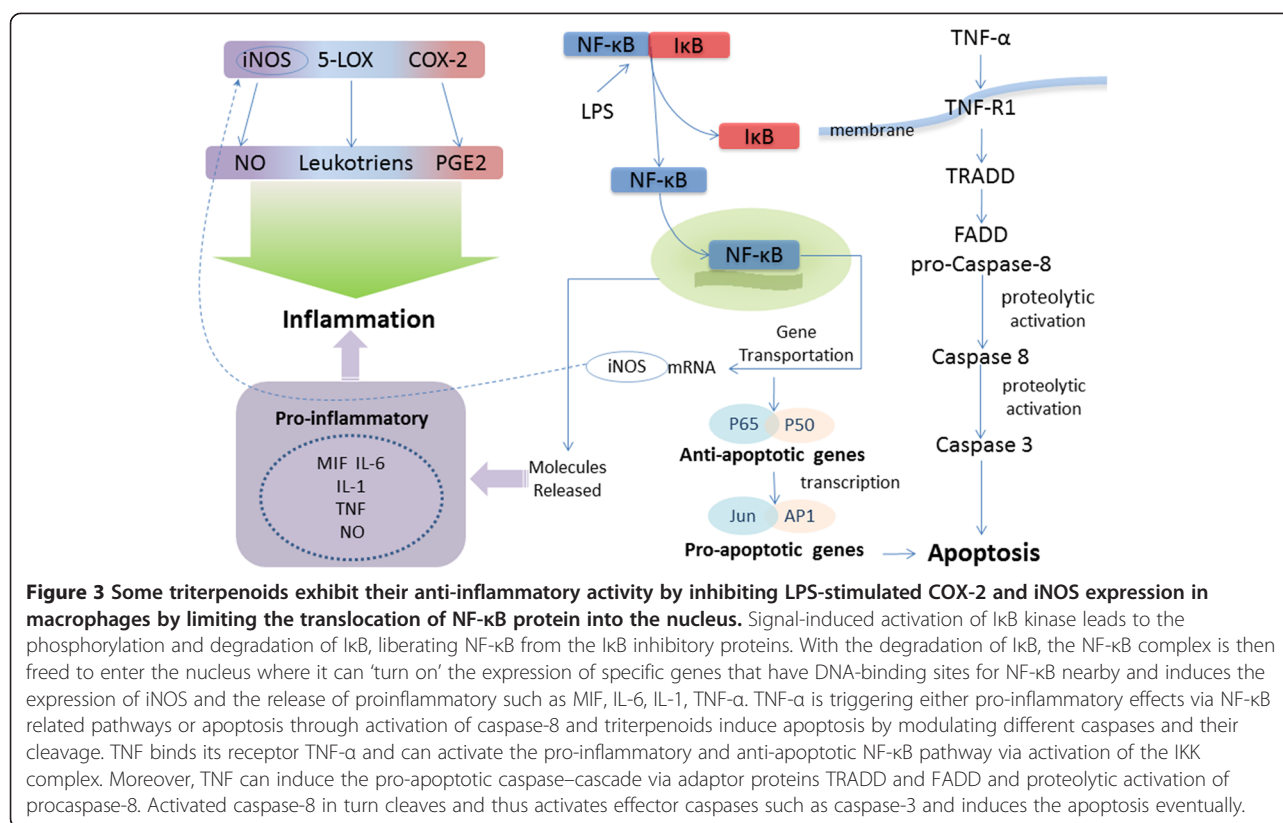 iNOS 5-LOX COX-2
NO Leukotriens PGE2
Inflammation
Pro-inflammatory
MIF IL-6
IL-1
TNF
NO
NF-κB IκB
LPS
IκB
NF-κB
NF-κB
Gene
Transportation
iNOS mRNA
P65 P50
Anti-apoptotic genes
transcription
Jun AP1
Pro-apoptotic genes
Molecules
Released
TNF-α
membrane
TNF-R1
TRADD
FADD
pro-Caspase-8
proteolytic
activation
Caspase 8
proteolytic
activation
Caspase 3
Apoptosis
Figure 3 Some triterpenoids exhibit their anti-inflammatory activity by inhibiting LPS-stimulated COX-2 and iNOS expression in
macrophages by limiting the translocation of NF-κB protein into the nucleus. Signal-induced activation of IκB kinase leads to the
phosphorylation and degradation of IκB, liberating NF-κB from the IκB inhibitory proteins. With the degradation of IκB, the NF-κB complex is then
freed to enter the nucleus where it can ‘turn on’ the expression of specific genes that have DNA-binding sites for NF-κB nearby and induces the
expression of iNOS and the release of proinflammatory such as MIF, IL-6, IL-1, TNF-α. TNF-α is triggering either pro-inflammatory effects via NF-κB
related pathways or apoptosis through activation of caspase-8 and triterpenoids induce apoptosis by modulating different caspases and their
cleavage. TNF binds its receptor TNF-α and can activate the pro-inflammatory and anti-apoptotic NF-κB pathway via activation of the IKK
complex. Moreover, TNF can induce the pro-apoptotic caspase–cascade via adaptor proteins TRADD and FADD and proteolytic activation of
procaspase-8. Activated caspase-8 in turn cleaves and thus activates effector caspases such as caspase-3 and induces the apoptosis eventually.